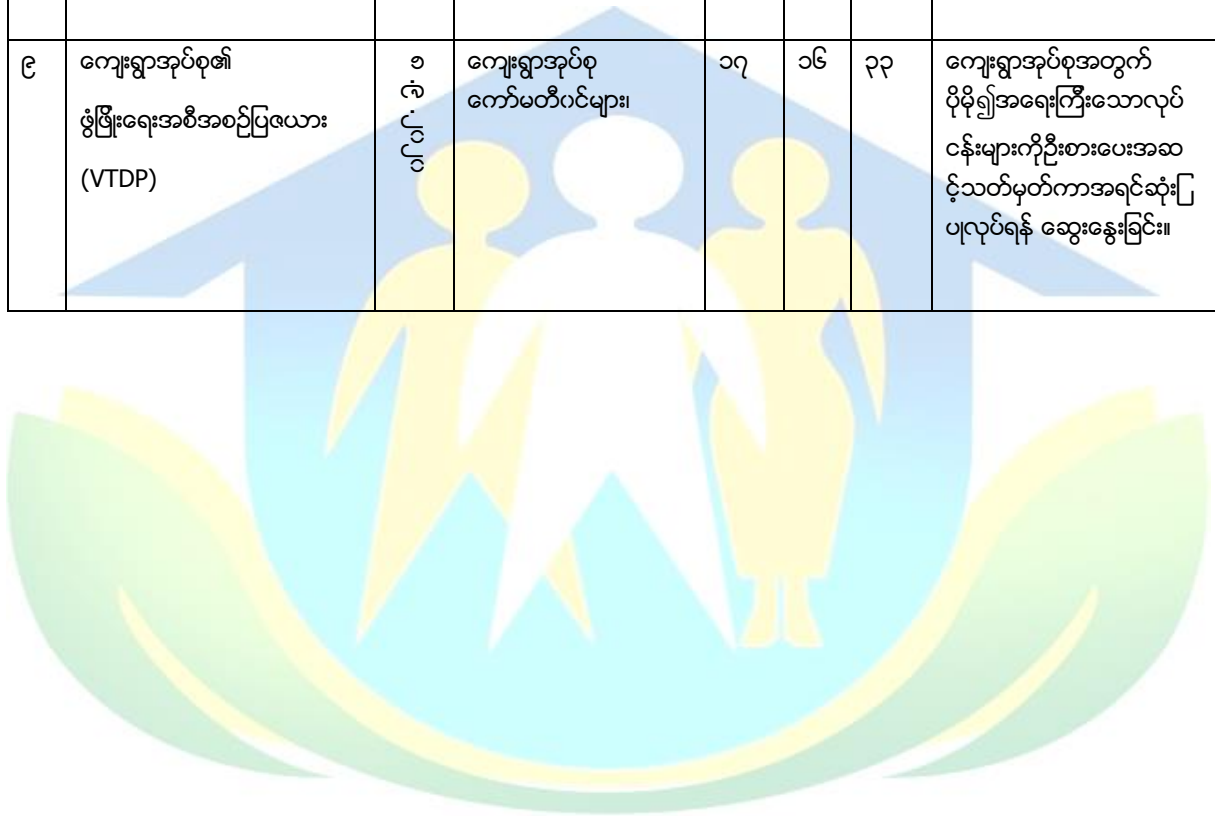 ၉
ကျေးရွာအုပ်စု၏
ဖွံ့ဖြိုးရေးအစီအစဉ်ပြဇယား
(VTDP)
ကျေးရွာအုပ်စု
ကော်မတီဝင်များ၊
၁၇
၁၆
၃၃
ကျေးရွာအုပ်စုအတွက်
ပိုမို၍အရေးကြီးသောလုပ်
ငန်းများကိုဦးစားပေးအဆ
င့်သတ်မှတ်ကာအရင်ဆုံးပြ
ုလုပ်ရန် ဆွေးနွေးခြင်း။